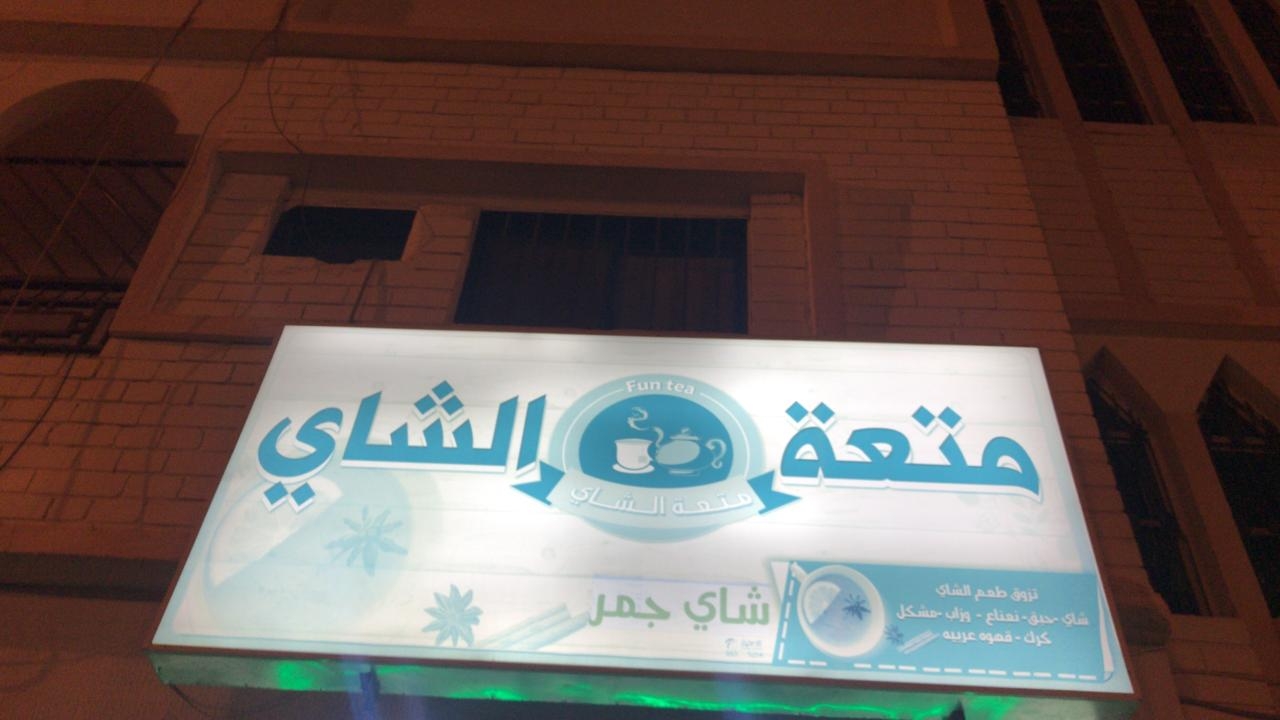 متعة الشاي
Fun tea
متعة الشاي
شاي جمر
تزوق طعم الشاي
شاي -حبق- نعناع - وزاب -مشكل
كرك - قهوه عربيه